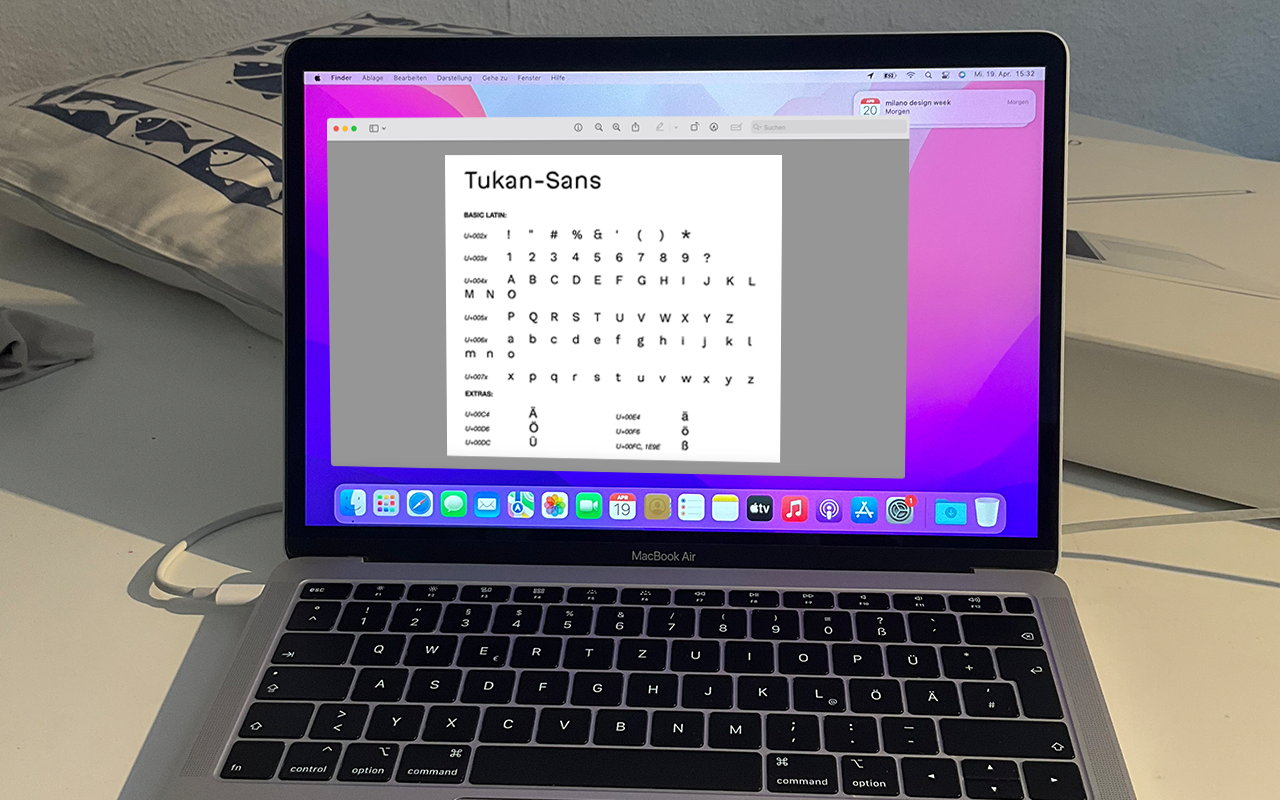 Finder Ablage Bearbeiten Darstellung Gehe zu Fenster Hilfe Mi. 19. Apr. 15:32
milano design week Morgen
APR 20 Morgen
Suchen
Tukan-Sans
BASIC LATIN:
U+002x ! " # % & ' ( ) *
U+003x 1 2 3 4 5 6 7 8 9 ?
U+004x A B C D E F G H I J K L
M N O
U+005x P Q R S T U V W X Y Z
U+006x a b c d e f g h i j k l
m n o
U+007x x p q r s t u v w x y z
EXTRAS:
U+00C4 Ä U+00E4 ä
U+00D6 Ö U+00F6 ö
U+00DC Ü U+00FC, 1E9E ß
APR 19 tv 1
MacBook Air
esc F1 F2 F3 F4 F5 F6 F7 F8 F9 F10 F11 F12
° ! " § $ % & / ( ) = ? `
^ 1 2 3 4 5 6 7 8 9 0 ß ´
Q W E € R T Z U I O P Ü * +
A S D F G H J K L @ Ö Ä ' #
> < Y X C V B N M ; , : . _ -
fn control option command command option